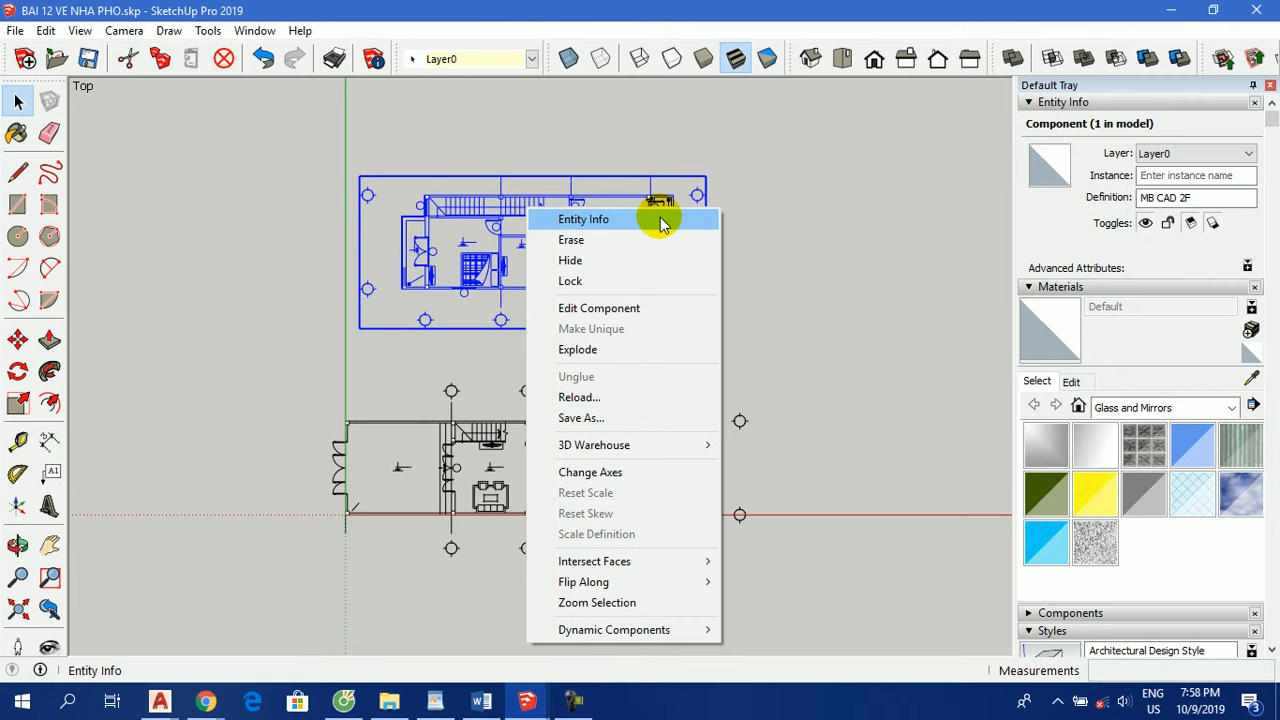 BAI 12 VE NHA PHO.skp - SketchUp Pro 2019
File Edit View Camera Draw Tools Window Help
Layer0
Top
Default Tray
Entity Info
Component (1 in model)
Layer: Layer0
Instance: Enter instance name
Definition: MB CAD 2F
Toggles:
Advanced Attributes:
Materials
Default
Select Edit
Glass and Mirrors
Components
Styles
Architectural Design Style
Entity Info
Erase
Hide
Lock
Edit Component
Make Unique
Explode
Unglue
Reload...
Save As...
3D Warehouse
Change Axes
Reset Scale
Reset Skew
Scale Definition
Intersect Faces
Flip Along
Zoom Selection
Dynamic Components
Entity Info
Measurements
ENG
US
7:58 PM
10/9/2019
3